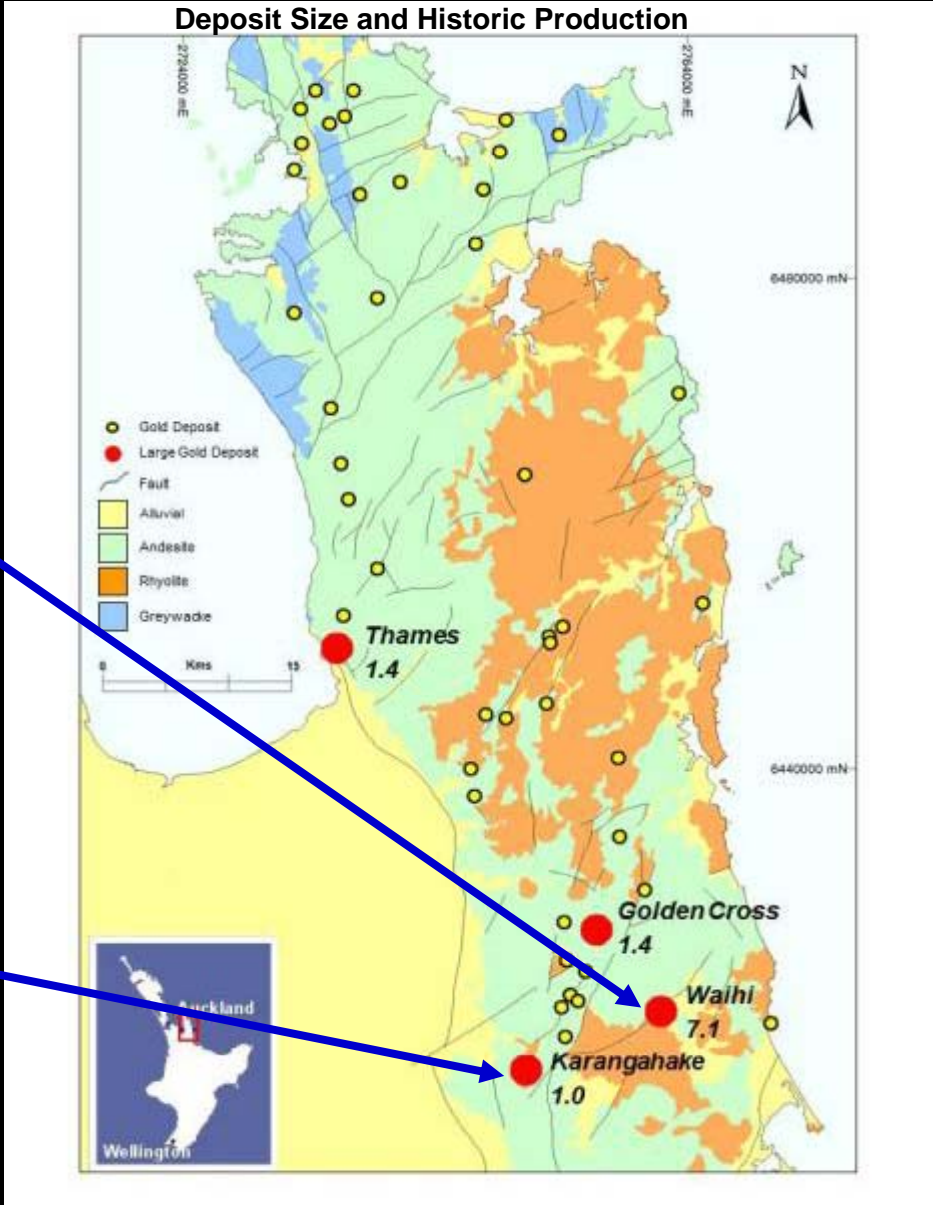 Deposit Size and Historic Production
2724000 mE
2764000 mE
N
6480000 mN
Gold Deposit
Large Gold Deposit
Fault
Alluvial
Andesite
Rhyolite
Greywacke
0 Kms 15
Thames
1.4
6440000 mN
Golden Cross
1.4
Waihi
7.1
Karangahake
1.0
Auckland
Wellington